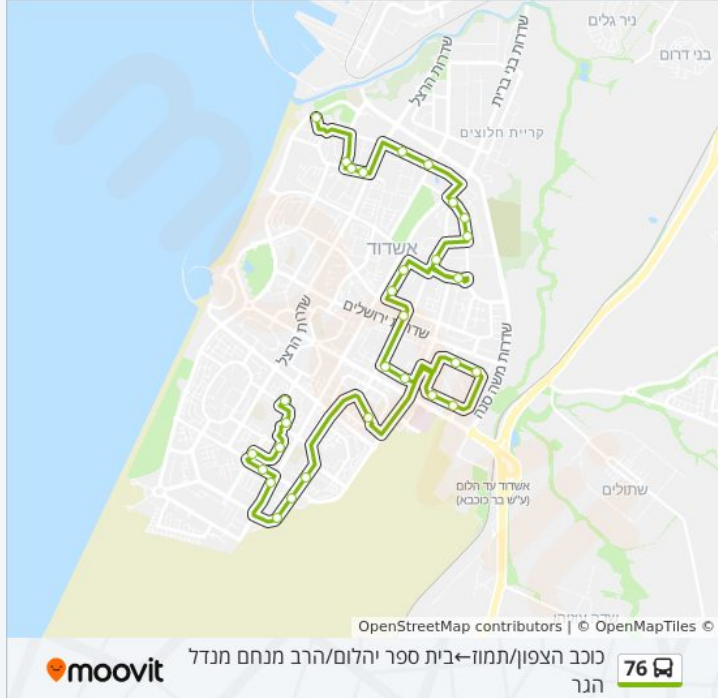 ניר גלים
בני דרום
שדרות הרצל
שדרות בני ברית
קריית חלוצים
אשדוד
שדרות ירושלים
שדרות הרצל
שדרות משה סנה
אשדוד עד הלום
(ע"ש בר כוכבא)
שתולים
OpenStreetMap contributors | © OpenMapTiles ©
76
כוכב הצפון/תמוז←בית ספר יהלום/הרב מנחם מנדל
הגר
moovit